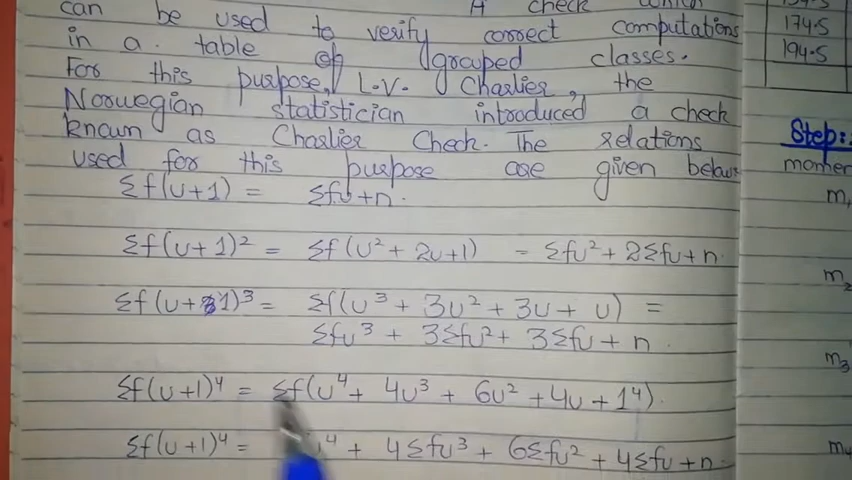 can be used to verify correct computations
in a table of grouped classes.
For this purpose, L.V. Charlier, the
Norwegian statistician introduced a check
known as Charlier Check. The relations
used for this purpose are given below
Σf(u+1) = Σfu+n.
Σf(u+1)² = Σf(u² + 2u+1) = Σfu² + 2Σfu + n
Σf(u+1)³ = Σf(u³ + 3u² + 3u + u) =
Σfu³ + 3Σfu² + 3Σfu + n
Σf(u+1)⁴ = Σf(u⁴ + 4u³ + 6u² + 4u + 1⁴)
Σf(u+1)⁴ = u⁴ + 4Σfu³ + 6Σfu² + 4Σfu + n.
174.5
194.5
Step:
momen
m₂
m₃